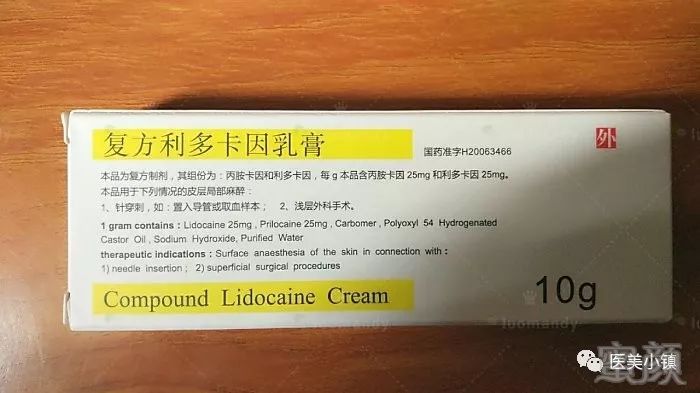 复方利多卡因乳膏
国药准字H20063466
外
本品为复方制剂，其组份为：丙胺卡因和利多卡因，每g本品含丙胺卡因25mg和利多卡因25mg。
本品用于下列情况的皮层局部麻醉：
1、针穿刺，如：置入导管或取血样本； 2、浅层外科手术。
1 gram contains : Lidocaine 25mg , Prilocaine 25mg , Carbomer , Polyoxyl 54 Hydrogenated
Castor Oil , Sodium Hydroxide, Purified Water
therapeutic indications : Surface anaesthesia of the skin in connection with :
1) needle insertion ; 2) superficial surgical procedures
Compound Lidocaine Cream
10g
luomandy
医美小镇